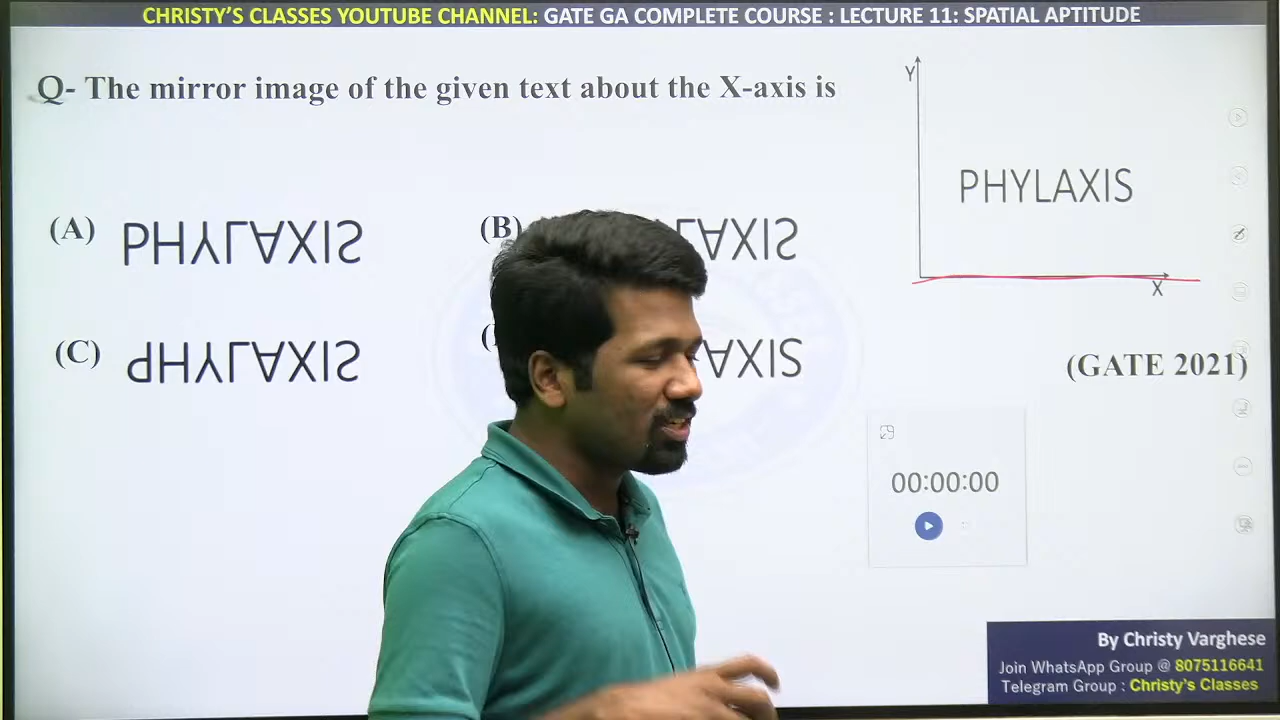 CHRISTY'S CLASSES YOUTUBE CHANNEL: GATE GA COMPLETE COURSE : LECTURE 11: SPATIAL APTITUDE
Q- The mirror image of the given text about the X-axis is
Y
PHYLAXIS
X
(A) PHYLAXIS
(B) LAXIS
(C) PHYLAXIS
AXIS
(GATE 2021)
00:00:00
By Christy Varghese
Join WhatsApp Group @ 8075116641
Telegram Group : Christy's Classes